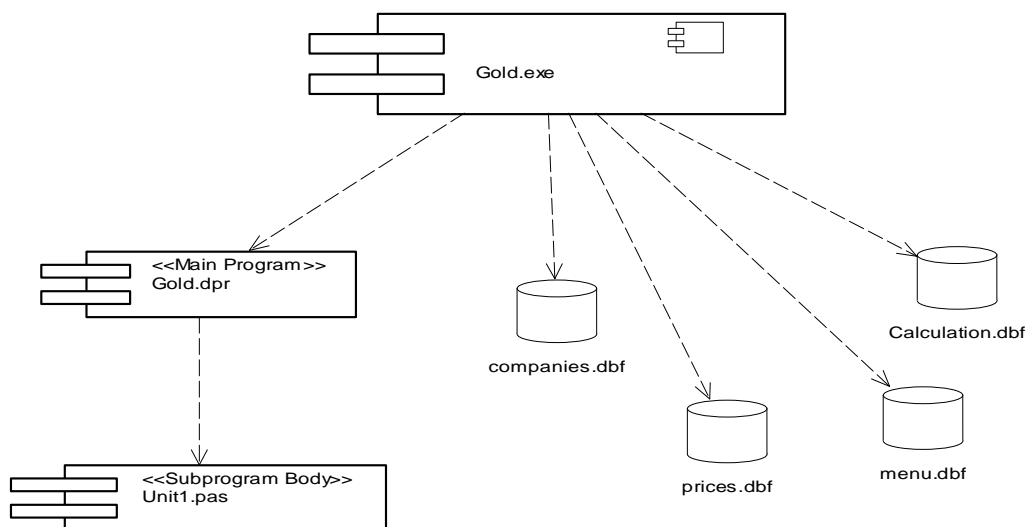 Gold.exe
<<Main Program>>
Gold.dpr
companies.dbf
Calculation.dbf
<<Subprogram Body>>
Unit1.pas
prices.dbf
menu.dbf